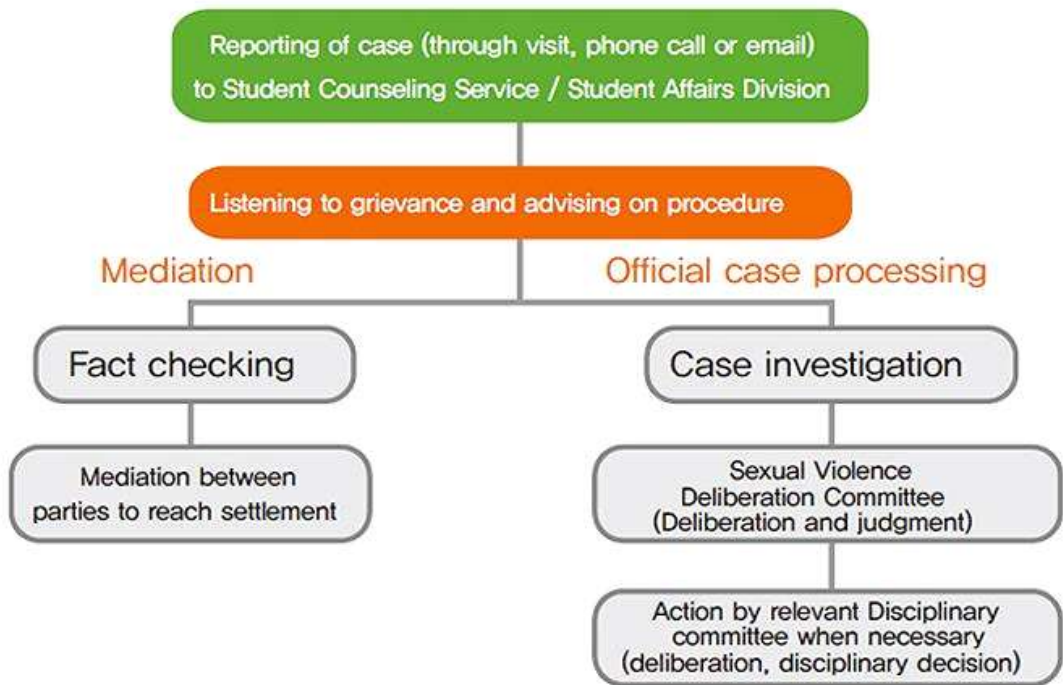 Reporting of case (through visit, phone call or email)
to Student Counseling Service / Student Affairs Division
Listening to grievance and advising on procedure
Mediation
Official case processing
Fact checking
Case investigation
Mediation between
parties to reach settlement
Sexual Violence
Deliberation Committee
(Deliberation and judgment)
Action by relevant Disciplinary
committee when necessary
(deliberation, disciplinary decision)